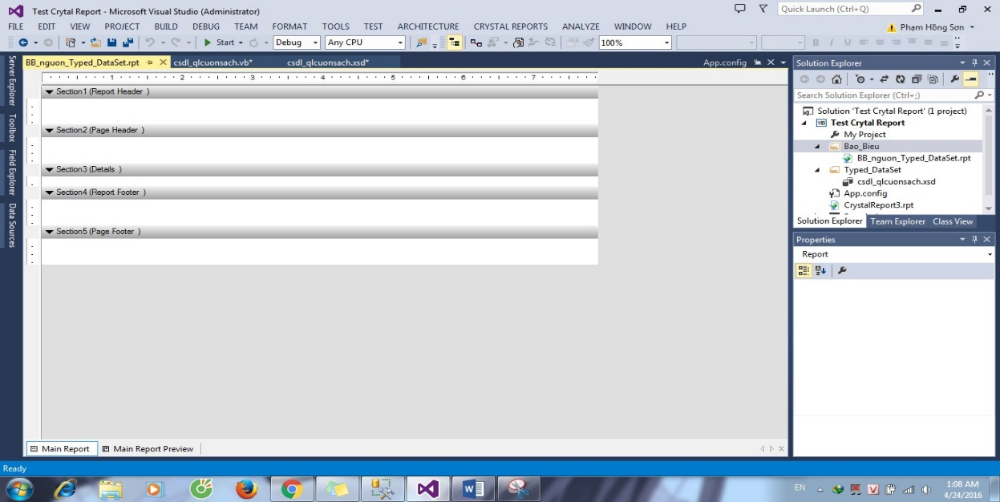 Test Crytal Report - Microsoft Visual Studio (Administrator)
Quick Launch (Ctrl+Q)
FILE EDIT VIEW PROJECT BUILD DEBUG TEAM FORMAT TOOLS TEST ARCHITECTURE CRYSTAL REPORTS ANALYZE WINDOW HELP
Phạm Hồng Sơn
Start Debug Any CPU 100% B I U
BB_nguon_Typed_DataSet.rpt csdl_qlcuonsach.vb* csdl_qlcuonsach.xsd* App.config
Server Explorer
Toolbox
Field Explorer
Data Sources
1 2 3 4 5 6 7
Section1 (Report Header )
Section2 (Page Header )
Section3 (Details )
Section4 (Report Footer )
Section5 (Page Footer )
Main Report Main Report Preview
Solution Explorer
Search Solution Explorer (Ctrl+;)
Solution 'Test Crytal Report' (1 project)
VB Test Crytal Report
My Project
Bao_Bieu
BB_nguon_Typed_DataSet.rpt
Typed_DataSet
csdl_qlcuonsach.xsd
App.config
CrystalReport3.rpt
Solution Explorer Team Explorer Class View
Properties
Report
Ready
EN
1:08 AM
4/24/2016